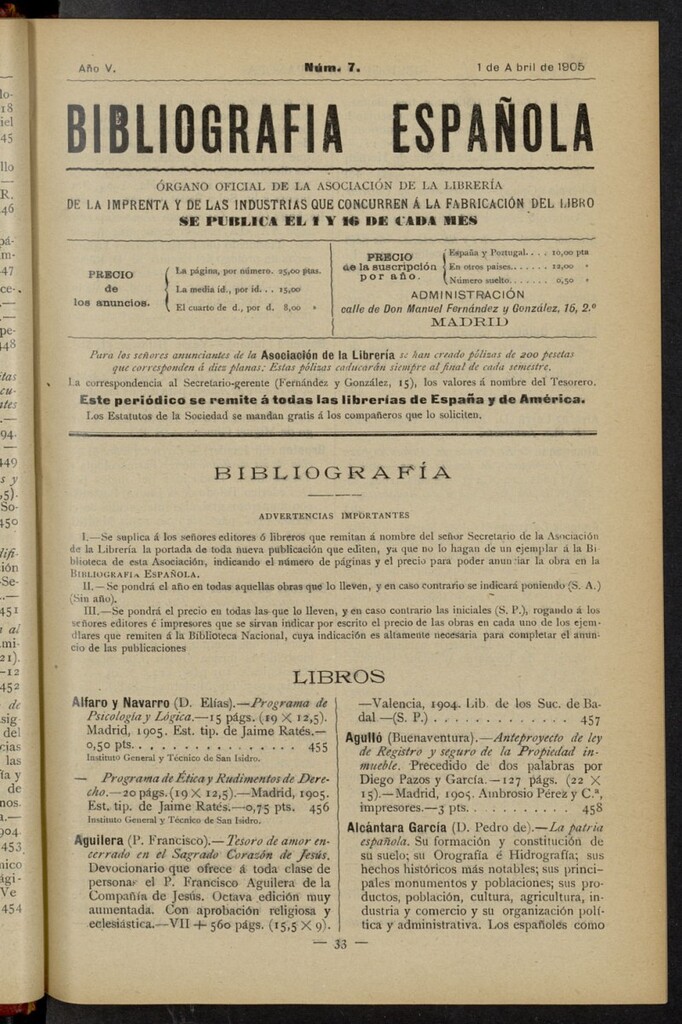 Año V.
Núm. 7.
1 de Abril de 1905
BIBLIOGRAFIA ESPAÑOLA
ÓRGANO OFICIAL DE LA ASOCIACIÓN DE LA LIBRERÍA
DE LA IMPRENTA Y DE LAS INDUSTRIAS QUE CONCURREN Á LA FABRICACIÓN DEL LIBRO
SE PUBLICA EL 1 Y 16 DE CADA MES
PRECIO
de
los anuncios.
La página, por número. 25,00 ptas.
La media id., por id. . . 15,00
El cuarto de d., por d. 8,00 »
PRECIO
de la suscripción
por año.
España y Portugal. . . . 10,00 pta
En otros países. . . . . . . 12,00 »
Número suelto. . . . . . . 0,50 »
ADMINISTRACIÓN
calle de Don Manuel Fernández y González, 16, 2.º
MADRID
Para los señores anunciantes de la Asociación de la Librería se han creado pólizas de 200 pesetas
que corresponden á diez planas: Estas pólizas caducarán siempre al final de cada semestre.
La correspondencia al Secretario-gerente (Fernández y González, 15), los valores á nombre del Tesorero.
Este periódico se remite á todas las librerías de España y de América.
Los Estatutos de la Sociedad se mandan gratis á los compañeros que lo soliciten.
BIBLIOGRAFÍA
ADVERTENCIAS IMPORTANTES
I.—Se suplica á los señores editores ó libreros que remitan á nombre del señor Secretario de la Asociación
de la Librería la portada de toda nueva publicación que editen, ya que no lo hagan de un ejemplar á la Bi-
blioteca de esta Asociación, indicando el número de páginas y el precio para poder anunciar la obra en la
BIBLIOGRAFIA ESPAÑOLA.
II.—Se pondrá el año en todas aquellas obras que lo lleven, y en caso contrario se indicará poniendo (S. A.)
(Sin año).
III.—Se pondrá el precio en todas las que lo lleven, y en caso contrario las iniciales (S. P.), rogando á los
señores editores é impresores que se sirvan indicar por escrito el precio de las obras en cada uno de los ejem-
plares que remiten á la Biblioteca Nacional, cuya indicación es altamente necesaria para completar el anun-
cio de las publicaciones
LIBROS
Alfaro y Navarro (D. Elías).—Programa de
Psicología y Lógica.—15 págs. (19 X 12,5).
Madrid, 1905. Est. tip. de Jaime Ratés.—
0,50 pts. . . . . . . . . . . . . . . . 455
Instituto General y Técnico de San Isidro.
— Programa de Ética y Rudimentos de Dere-
cho.—20 págs. (19 X 12,5).—Madrid, 1905.
Est. tip. de Jaime Ratés.—0,75 pts. 456
Instituto General y Técnico de San Isidro.
Aguilera (P. Francisco).—Tesoro de amor en-
cerrado en el Sagrado Corazón de Jesús.
Devocionario que ofrece á toda clase de
personas el P. Francisco Aguilera de la
Compañía de Jesús. Octava edición muy
aumentada. Con aprobación religiosa y
eclesiástica.—VII + 560 págs. (15,5 X 9).
—Valencia, 1904. Lib. de los Suc. de Ba-
dal —(S. P.) . . . . . . . . . . . . 457
Agulló (Buenaventura).—Anteproyecto de ley
de Registro y seguro de la Propiedad in-
mueble. Precedido de dos palabras por
Diego Pazos y García.—127 págs. (22 X
15).—Madrid, 1905. Ambrosio Pérez y C.ª,
impresores.—3 pts. . . . . . . . . . 458
Alcántara García (D. Pedro de).—La patria
española. Su formación y constitución de
su suelo; su Orografía é Hidrografía; sus
hechos históricos más notables; sus princi-
pales monumentos y poblaciones; sus pro-
ductos, población, cultura, agricultura, in-
dustria y comercio y su organización polí-
tica y administrativa. Los españoles como
— 33 —